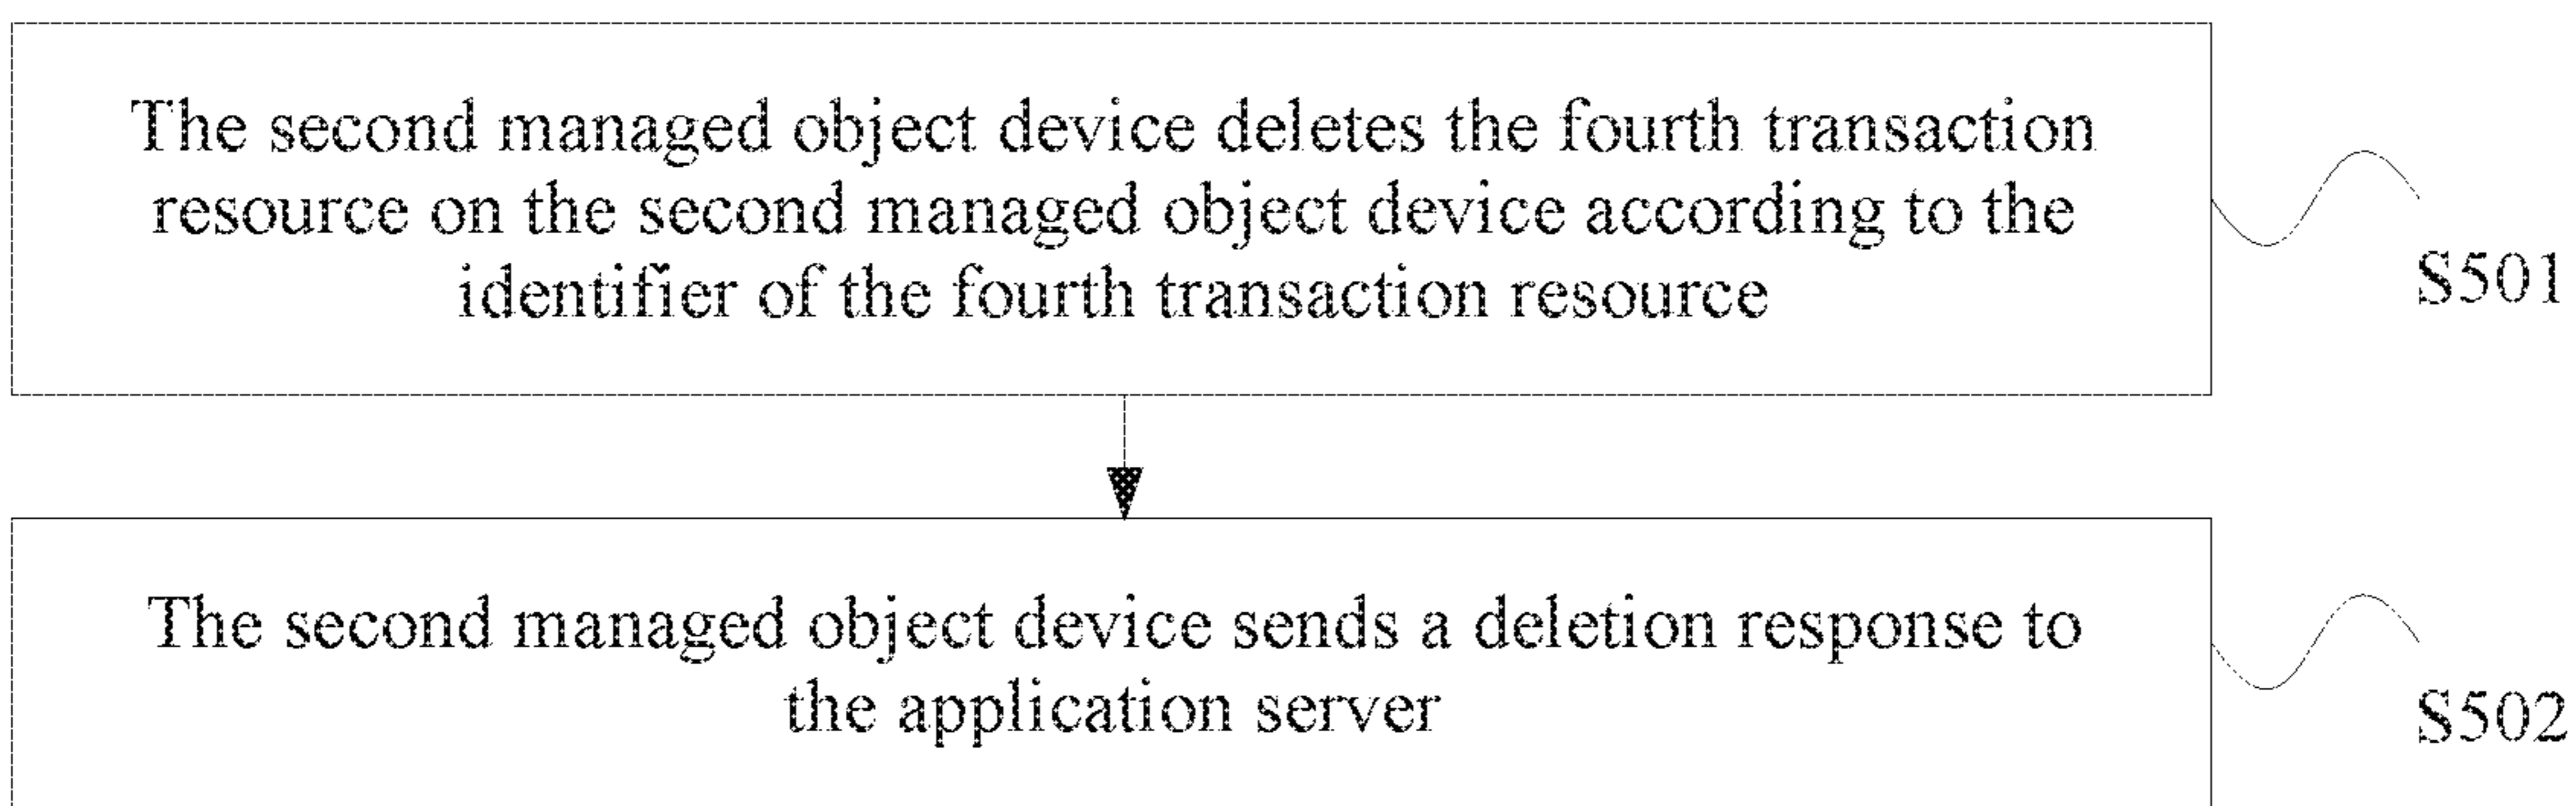 The second managed object device deletes the fourth transaction
resource on the second managed object device according to the
identifier of the fourth transaction resource
S501
The second managed object device sends a deletion response to
the application server
S502